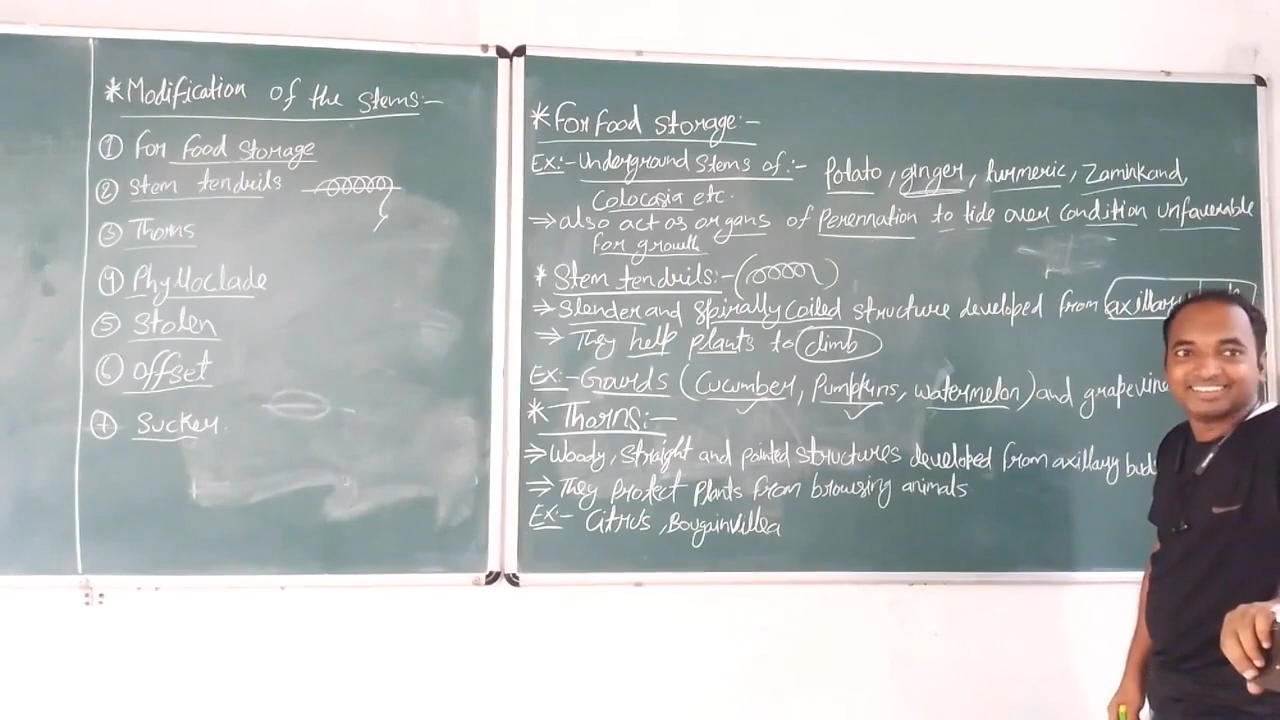 *Modification of the Stems:-
① For Food Storage
② Stem tendrils
③ Thorns
④ Phylloclade
⑤ Stolen
⑥ Offset
⑦ Sucker.
*For Food Storage:-
Ex:- Underground Stems of:- Potato, ginger, turmeric, Zaminkand,
Colocasia etc.
⇒ also act as organs of Perennation to tide over Condition Unfavorable
for growth
* Stem tendrils:-
⇒ Slender and Spirally Coiled structure developed from axillary
⇒ They help plants to climb
Ex:- Gourds (Cucumber, Pumpkins, watermelon) and grapevine
* Thorns:-
⇒ Woody, Straight and pointed structures developed from axillary bud
⇒ They protect plants from browsing animals
Ex:- Citrus, Bougainvillea